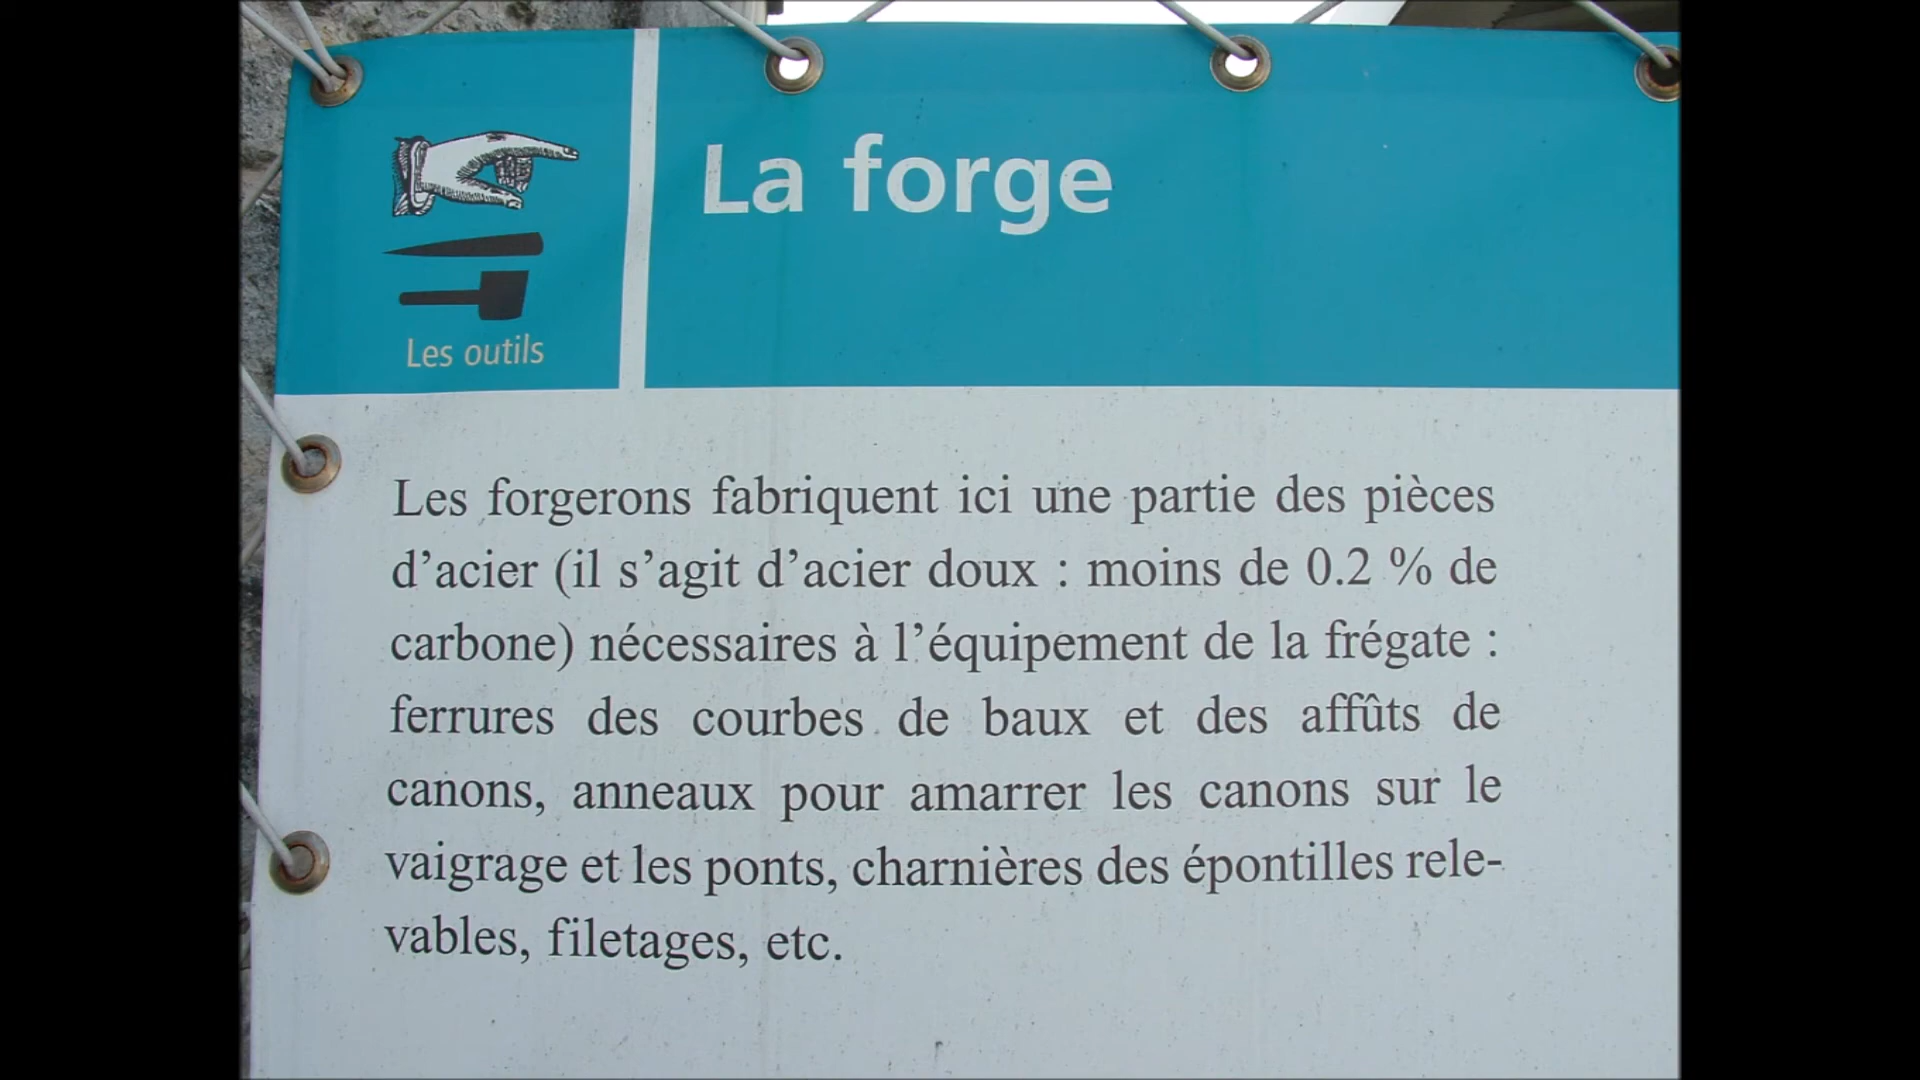 La forge
Les outils
Les forgerons fabriquent ici une partie des pièces
d’acier (il s’agit d’acier doux : moins de 0.2 % de
carbone) nécessaires à l’équipement de la frégate :
ferrures des courbes de baux et des affûts de
canons, anneaux pour amarrer les canons sur le
vaigrage et les ponts, charnières des épontilles rele-
vables, filetages, etc.